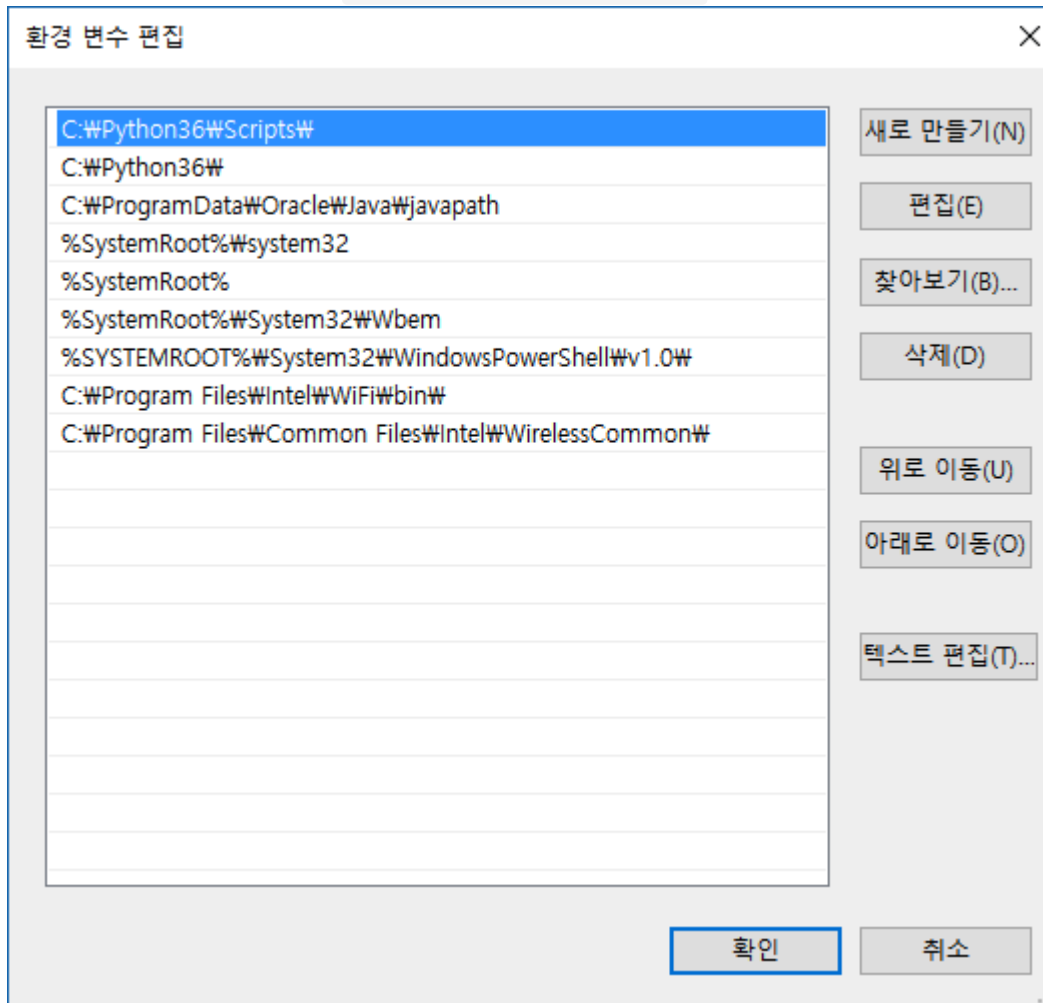 환경 변수 편집
C:₩Python36₩Scripts₩
C:₩Python36₩
C:₩ProgramData₩Oracle₩Java₩javapath
%SystemRoot%₩system32
%SystemRoot%
%SystemRoot%₩System32₩Wbem
%SYSTEMROOT%₩System32₩WindowsPowerShell₩v1.0₩
C:₩Program Files₩Intel₩WiFi₩bin₩
C:₩Program Files₩Common Files₩Intel₩WirelessCommon₩
새로 만들기(N)
편집(E)
찾아보기(B)...
삭제(D)
위로 이동(U)
아래로 이동(O)
텍스트 편집(T)...
확인
취소